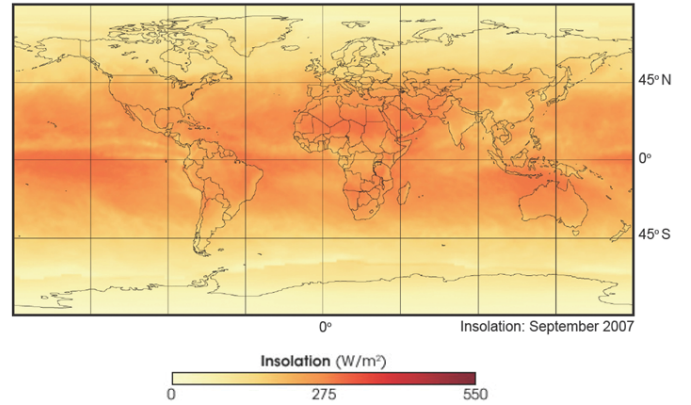 45° N
0°
45° S
0°
Insolation: September 2007
Insolation (W/m²)
0
275
550